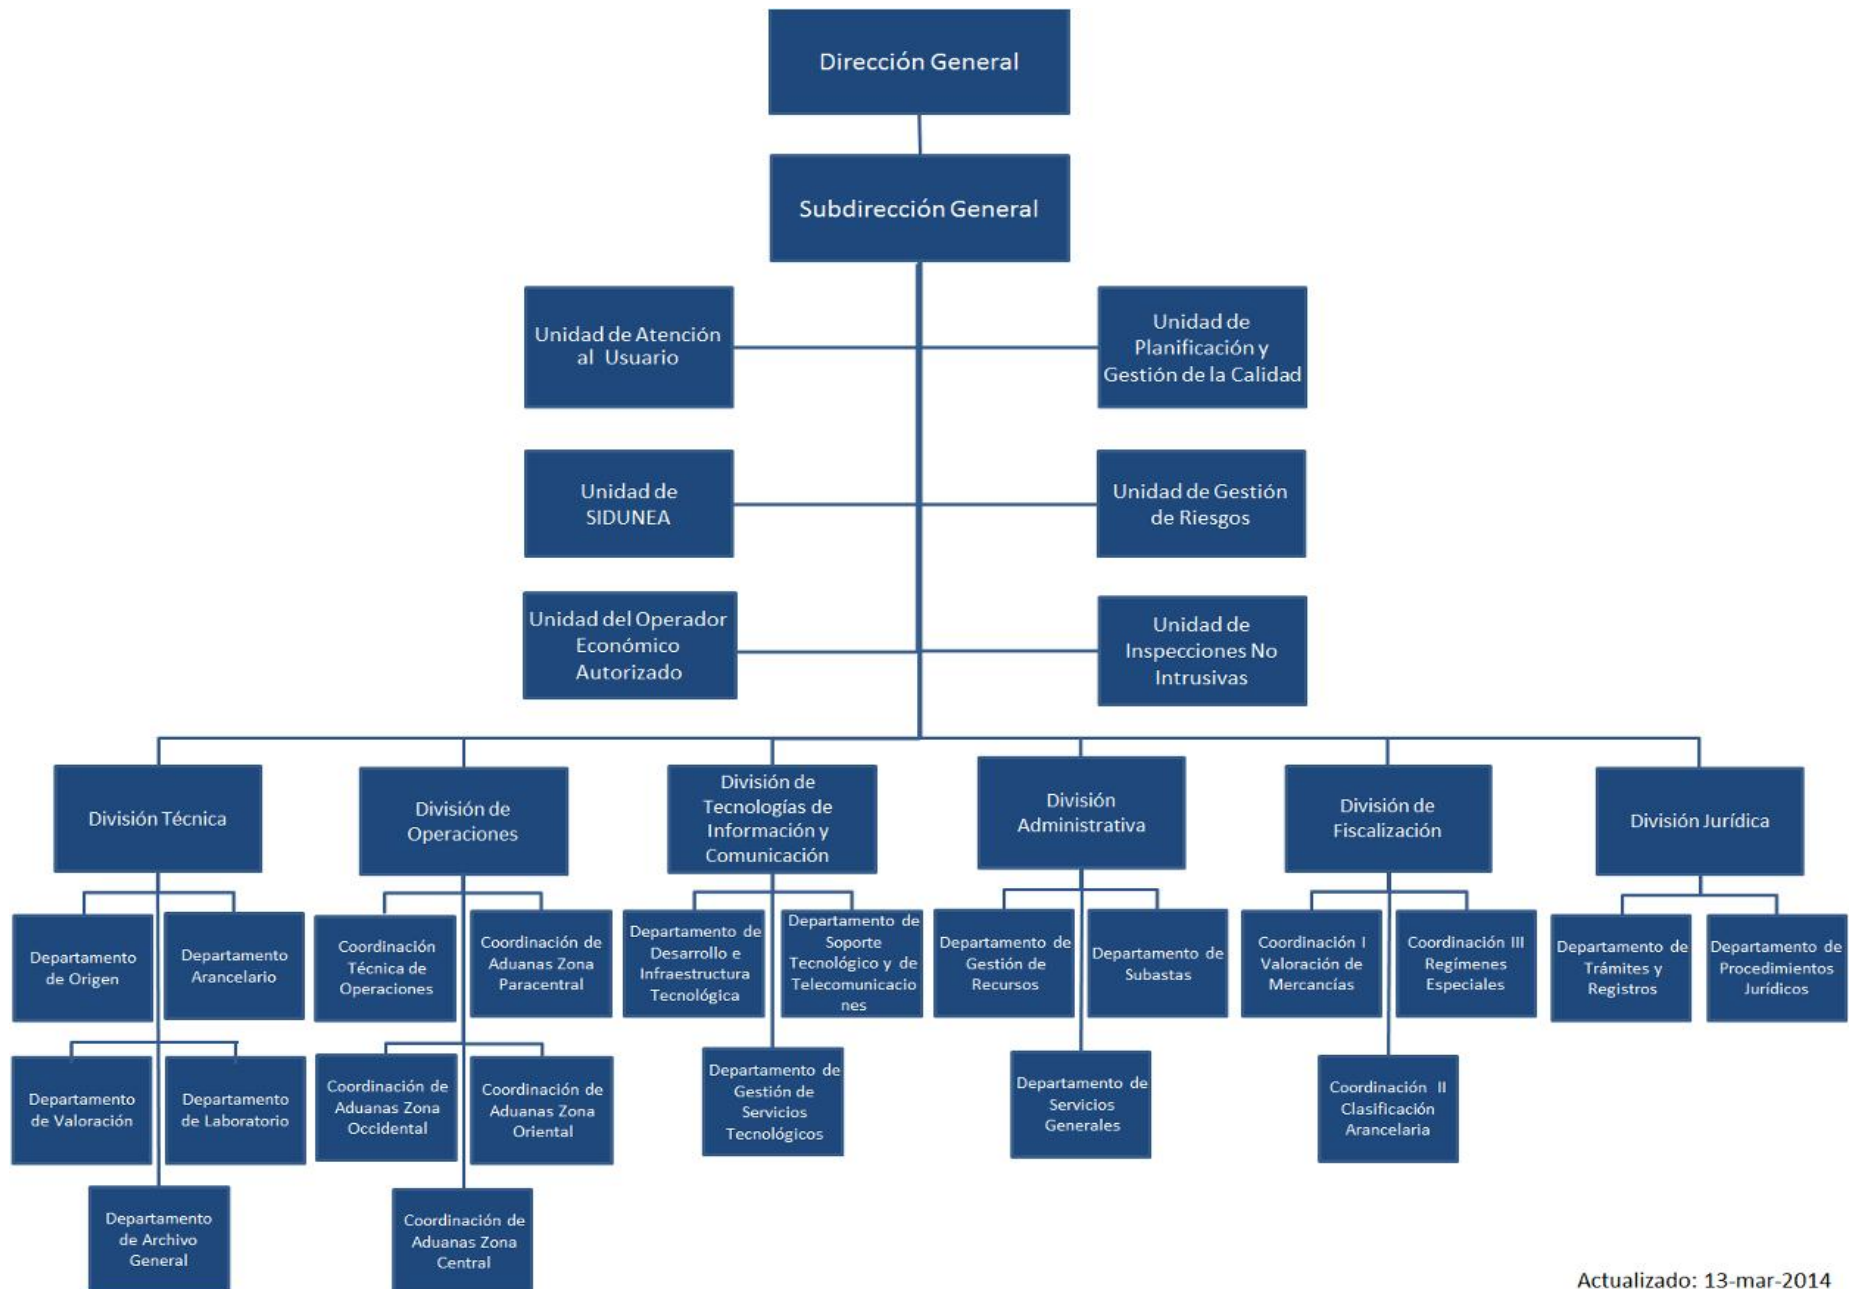 Dirección General
Subdirección General
Unidad de Atención
al Usuario
Unidad de
Planificación y
Gestión de la Calidad
Unidad de
SIDUNEA
Unidad de Gestión
de Riesgos
Unidad del Operador
Económico
Autorizado
Unidad de
Inspecciones No
Intrusivas
División Técnica
División de
Operaciones
División de
Tecnologías de
Información y
Comunicación
División
Administrativa
División de
Fiscalización
División Jurídica
Departamento
de Origen
Departamento
Arancelario
Coordinación
Técnica de
Operaciones
Coordinación de
Aduanas Zona
Paracentral
Departamento de
Desarrollo e
Infraestructura
Tecnológica
Departamento de
Soporte
Tecnológico y de
Telecomunicacio
nes
Departamento de
Gestión de
Recursos
Departamento de
Subastas
Coordinación I
Valoración de
Mercancías
Coordinación III
Regímenes
Especiales
Departamento de
Trámites y
Registros
Departamento de
Procedimientos
Jurídicos
Departamento
de Valoración
Departamento
de Laboratorio
Coordinación de
Aduanas Zona
Occidental
Coordinación de
Aduanas Zona
Oriental
Departamento de
Gestión de
Servicios
Tecnológicos
Departamento de
Servicios
Generales
Coordinación II
Clasificación
Arancelaria
Departamento
de Archivo
General
Coordinación de
Aduanas Zona
Central
Actualizado: 13-mar-2014